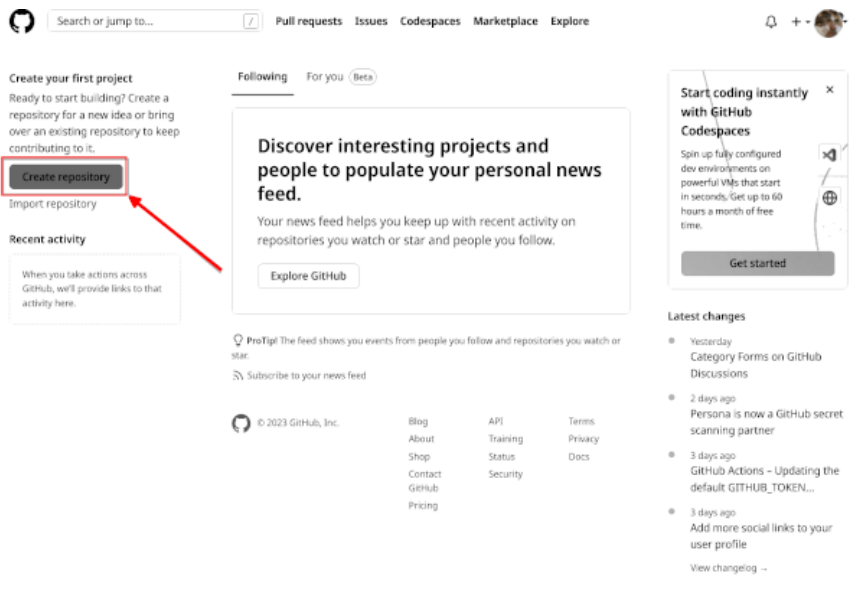 Search or jump to...
/
Pull requests Issues Codespaces Marketplace Explore
Create your first project
Ready to start building? Create a
repository for a new idea or bring
over an existing repository to keep
contributing to it.
Create repository
Import repository
Recent activity
When you take actions across
GitHub, we'll provide links to that
activity here.
Following For you Beta
Discover interesting projects and
people to populate your personal news
feed.
Your news feed helps you keep up with recent activity on
repositories you watch or star and people you follow.
Explore GitHub
ProTip! The feed shows you events from people you follow and repositories you watch or
star.
Subscribe to your news feed
© 2023 GitHub, Inc.
Blog
About
Shop
Contact
GitHub
Pricing
API
Training
Status
Security
Terms
Privacy
Docs
Start coding instantly
with GitHub
Codespaces
Spin up fully configured
dev environments on
powerful VMs that start
in seconds. Get up to 60
hours a month of free
time.
Get started
Latest changes
Yesterday
Category Forms on GitHub
Discussions
2 days ago
Persona is now a GitHub secret
scanning partner
3 days ago
GitHub Actions – Updating the
default GITHUB_TOKEN...
3 days ago
Add more social links to your
user profile
View changelog →